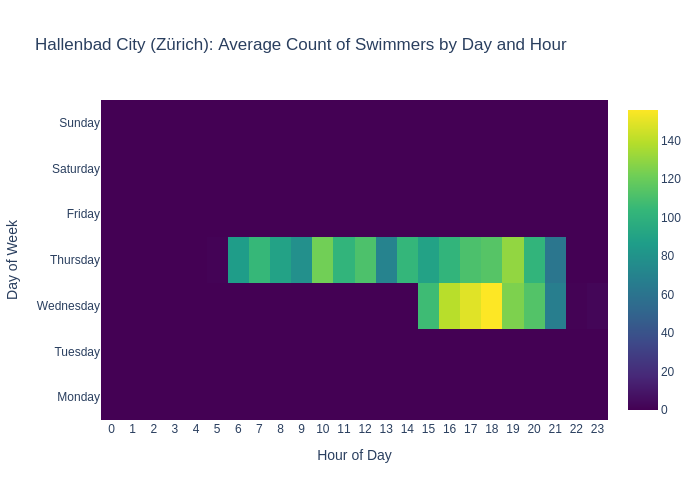 Hallenbad City (Zürich): Average Count of Swimmers by Day and Hour
Sunday
Saturday
Friday
Thursday
Wednesday
Tuesday
Monday
Day of Week
0 1 2 3 4 5 6 7 8 9 10 11 12 13 14 15 16 17 18 19 20 21 22 23
Hour of Day
140
120
100
80
60
40
20
0